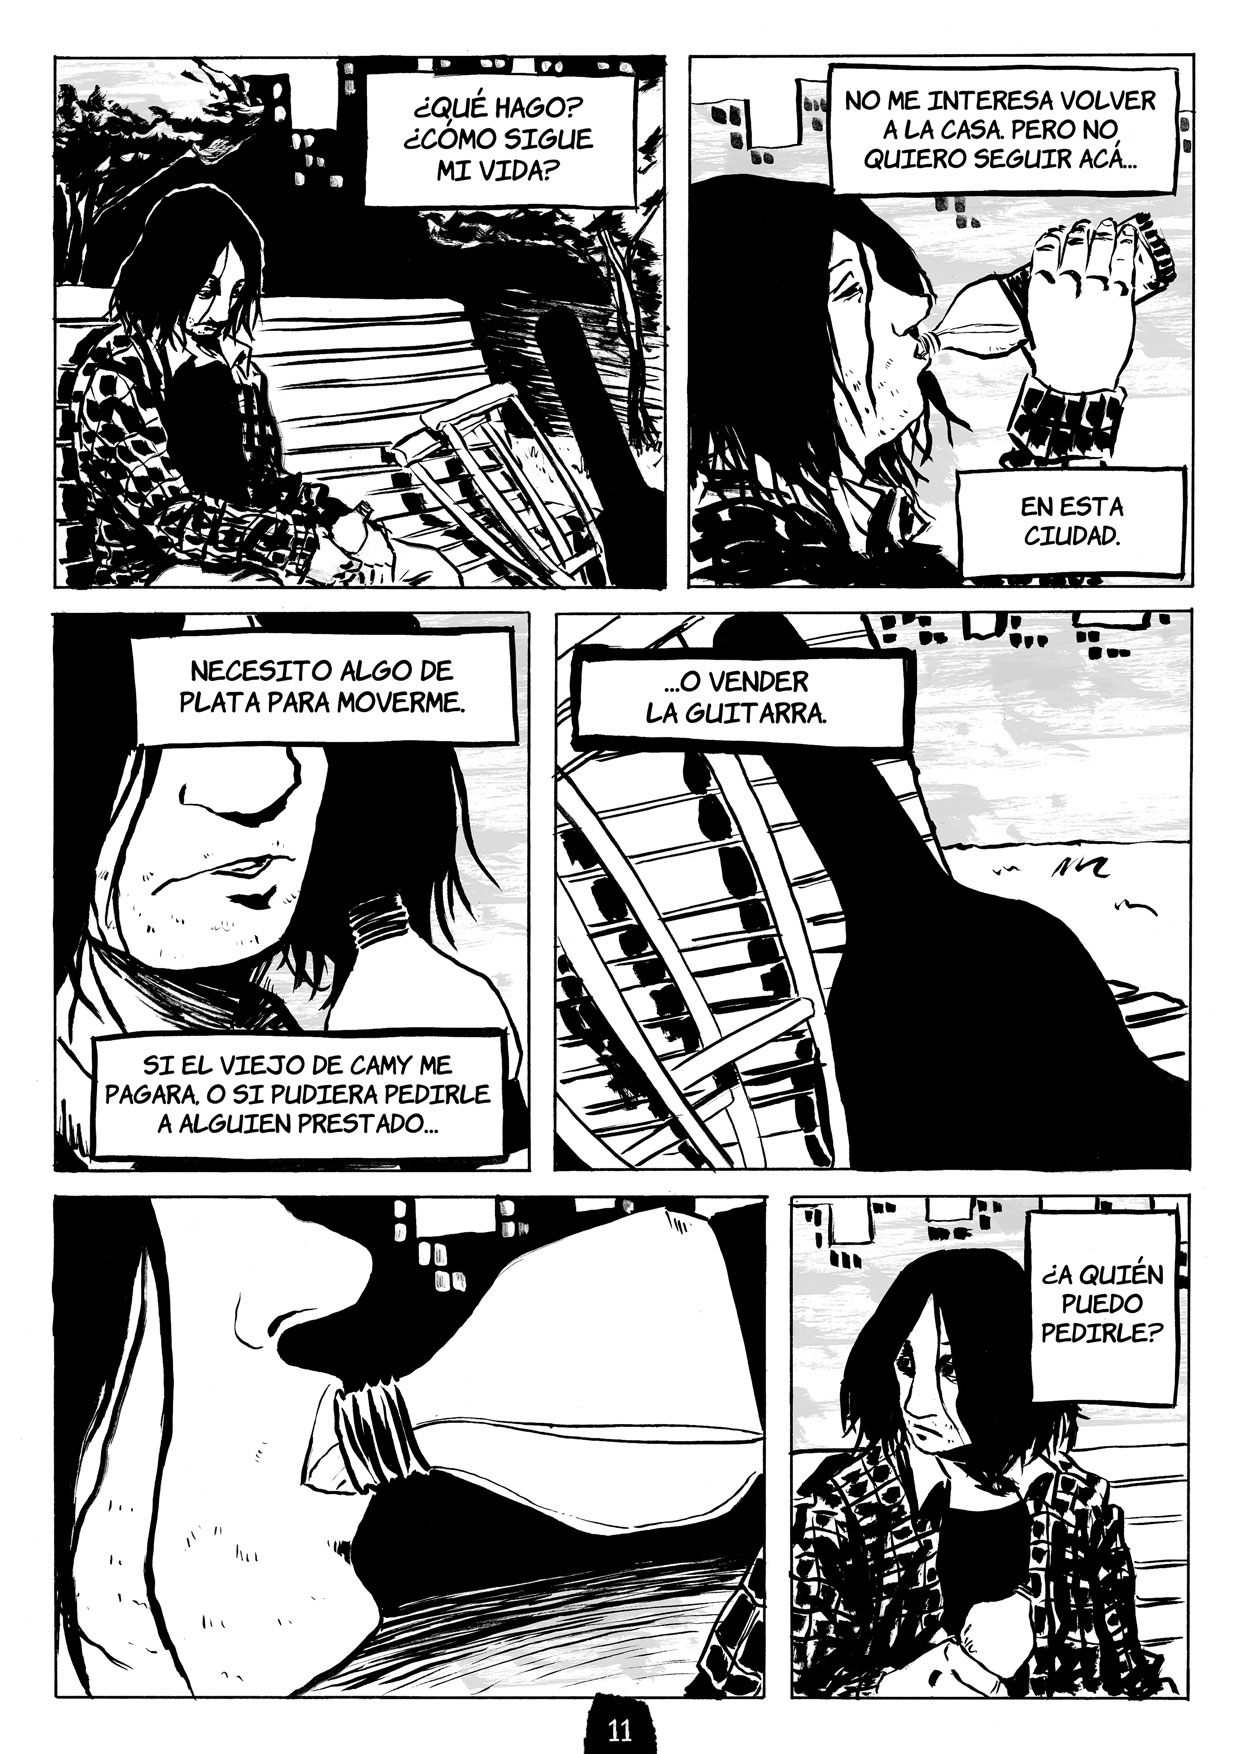 ¿QUÉ HAGO?
¿CÓMO SIGUE
MI VIDA?
NO ME INTERESA VOLVER
A LA CASA. PERO NO
QUIERO SEGUIR ACÁ...
EN ESTA
CIUDAD.
NECESITO ALGO DE
PLATA PARA MOVERME.
SI EL VIEJO DE CAMY ME
PAGARA, O SI PUDIERA PEDIRLE
A ALGUIEN PRESTADO...
...O VENDER
LA GUITARRA.
¿A QUIÉN
PUEDO
PEDIRLE?
11